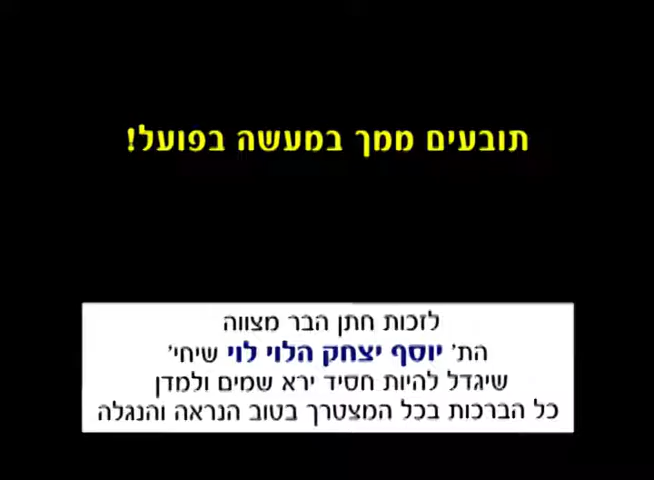 תובעים ממך במעשה בפועל!
לזכות חתן הבר מצווה
הת' יוסף יצחק הלוי לוי שיחי'
שיגדל להיות חסיד ירא שמים ולמדן
כל הברכות בכל המצטרך בטוב הנראה והנגלה